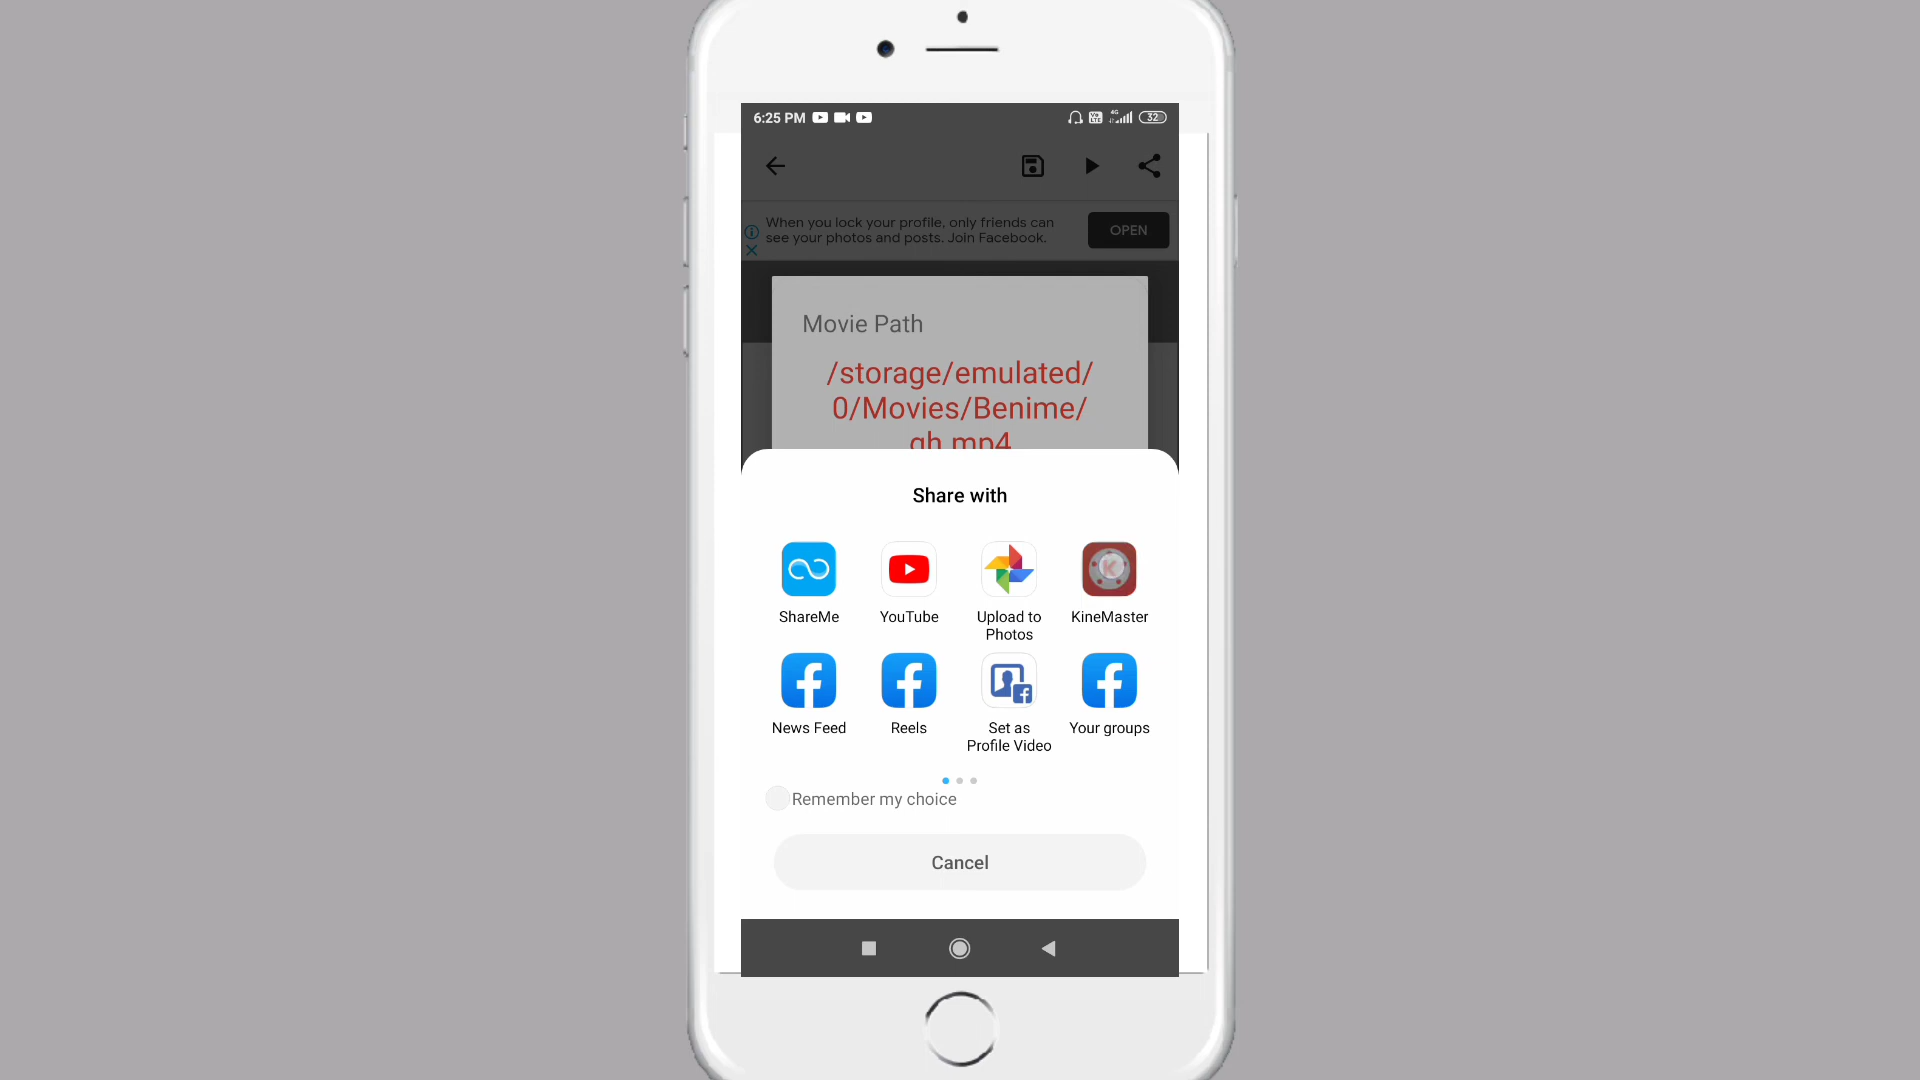 6:25 PM
4G
32
When you lock your profile, only friends can
see your photos and posts. Join Facebook.
OPEN
Movie Path
/storage/emulated/
0/Movies/Benime/
gh.mp4
Share with
ShareMe
YouTube
Upload to
Photos
KineMaster
News Feed
Reels
Set as
Profile Video
Your groups
Remember my choice
Cancel